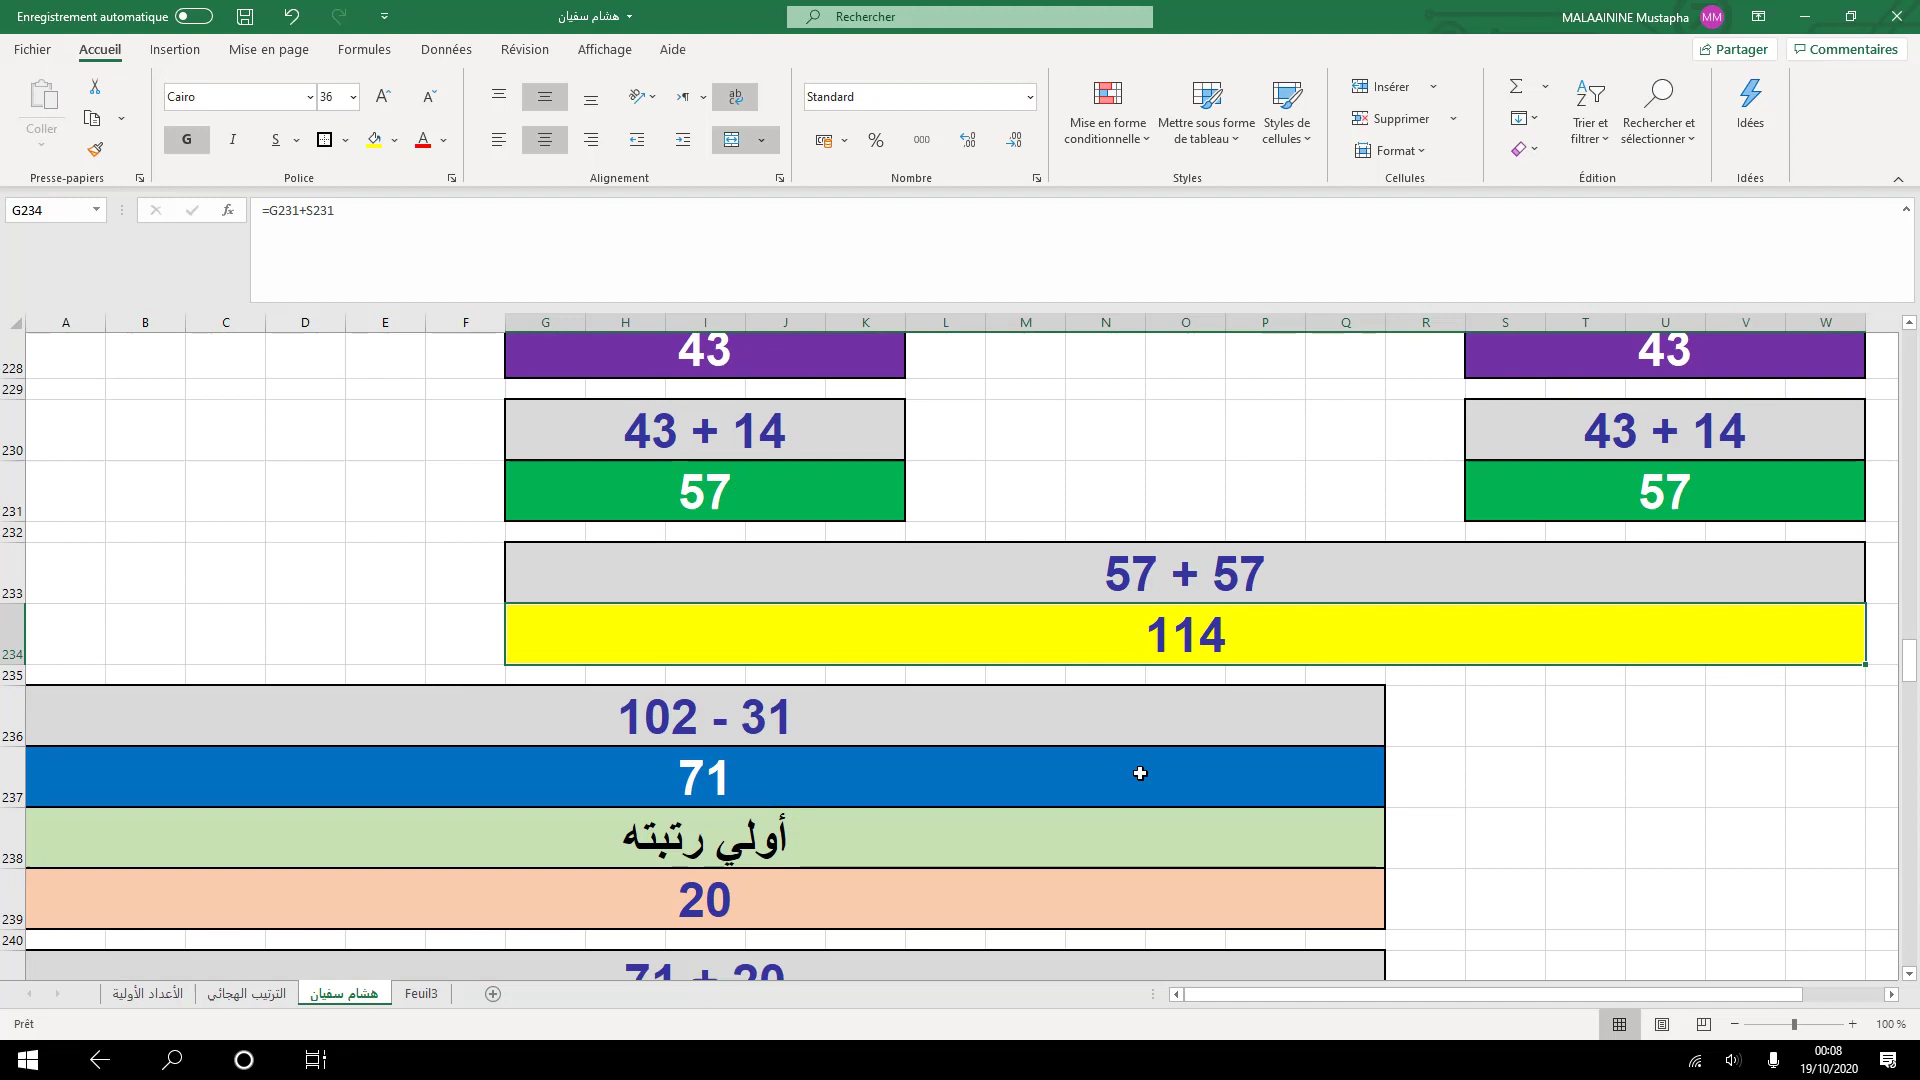 Enregistrement automatique
هشام سفيان
Rechercher
MALAAININE Mustapha
MM
Fichier
Accueil
Insertion
Mise en page
Formules
Données
Révision
Affichage
Aide
Partager
Commentaires
Coller
Presse-papiers
Cairo
36
G I S
Police
Alignement
Standard
% 000
Nombre
Mise en forme conditionnelle
Mettre sous forme de tableau
Styles de cellules
Styles
Insérer
Supprimer
Format
Cellules
Trier et filtrer
Rechercher et sélectionner
Édition
Idées
Idées
G234
fx
=G231+S231
A B C D E F G H I J K L M N O P Q R S T U V W
228 43 43
229
230 43 + 14 43 + 14
231 57 57
232
233 57 + 57
234 114
235
236 102 - 31
237 71
238 أولي رتبته
239 20
240
71 + 20
الأعداد الأولية
الترتيب الهجائي
هشام سفيان
Feuil3
Prêt
100 %
00:08
19/10/2020